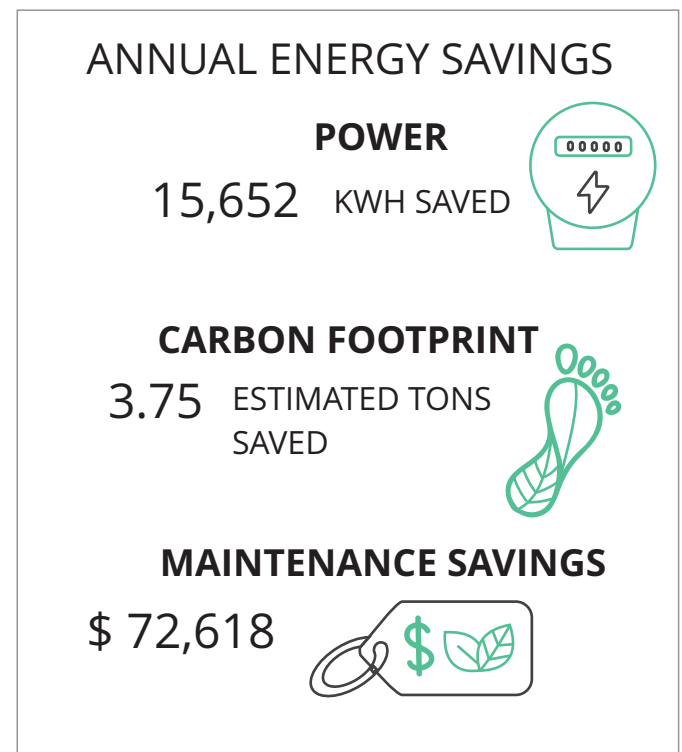 ANNUAL ENERGY SAVINGS
POWER
00000
15,652 KWH SAVED
CARBON FOOTPRINT
3.75 ESTIMATED TONS
SAVED
MAINTENANCE SAVINGS
$ 72,618
$